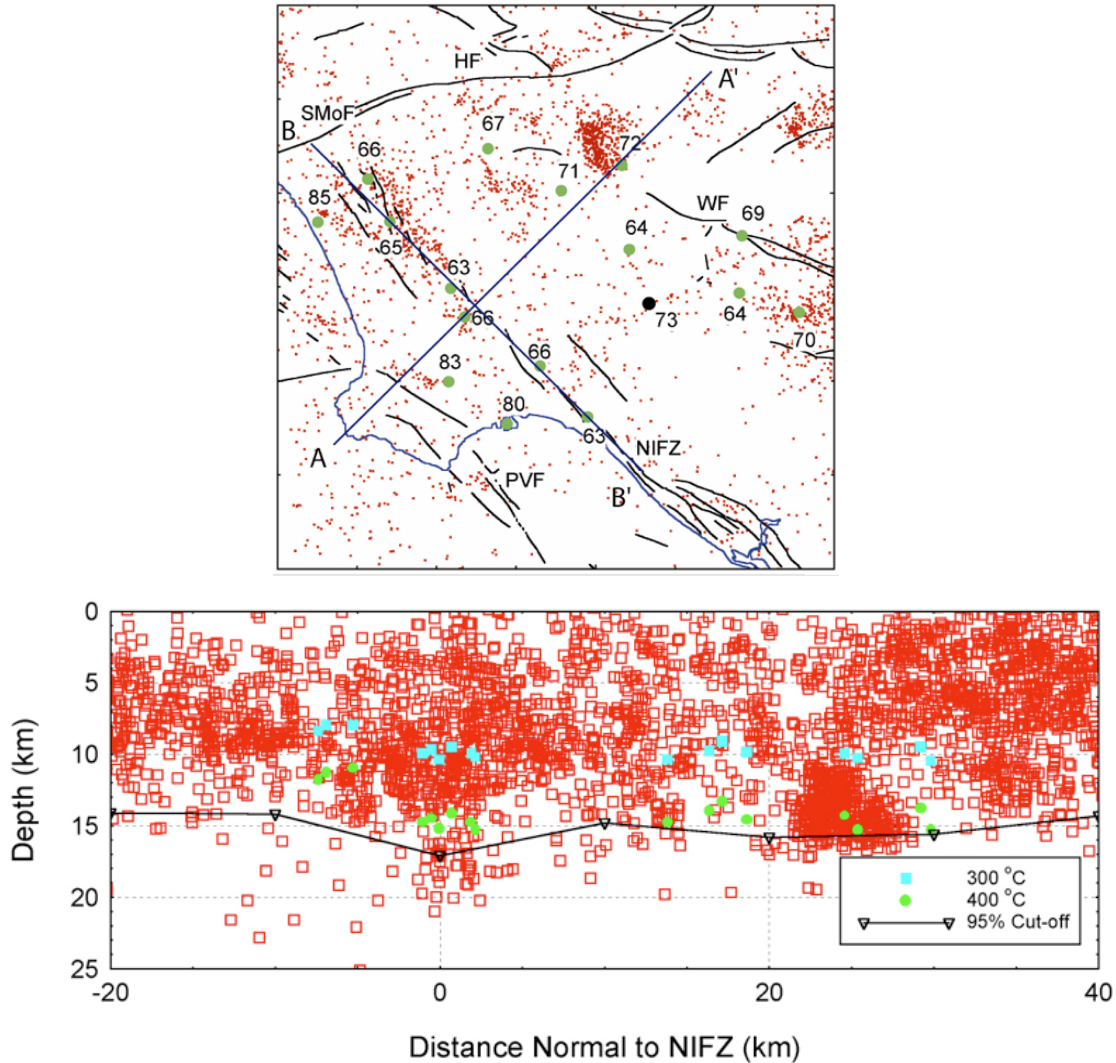 HF
A'
SMoF
B
67
72
66
71
85
WF
69
65
64
63
66
73
64
70
83
66
80
63
NIFZ
A
PVF
B'
0
5
10
15
20
25
Depth (km)
300 °C
400 °C
95% Cut-off
-20
0
20
40
Distance Normal to NIFZ (km)